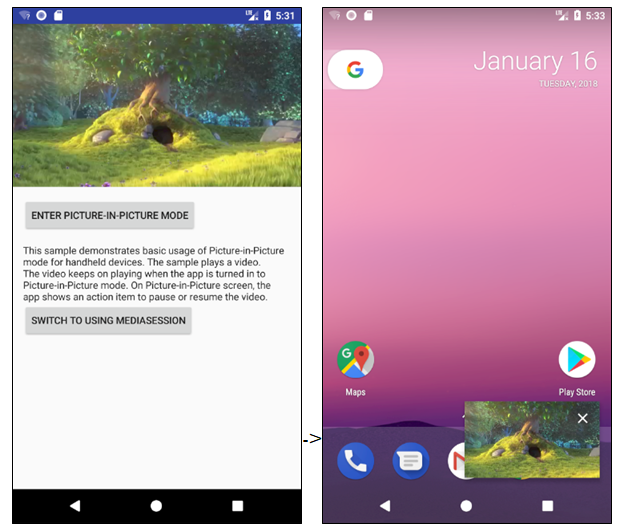 5:31
ENTER PICTURE-IN-PICTURE MODE
This sample demonstrates basic usage of Picture-in-Picture
mode for handheld devices. The sample plays a video.
The video keeps on playing when the app is turned in to
Picture-in-Picture mode. On Picture-in-Picture screen, the
app shows an action item to pause or resume the video.
SWITCH TO USING MEDIASESSION
->
LTE 5:33
G
January 16
TUESDAY, 2018
G
Maps
Play Store